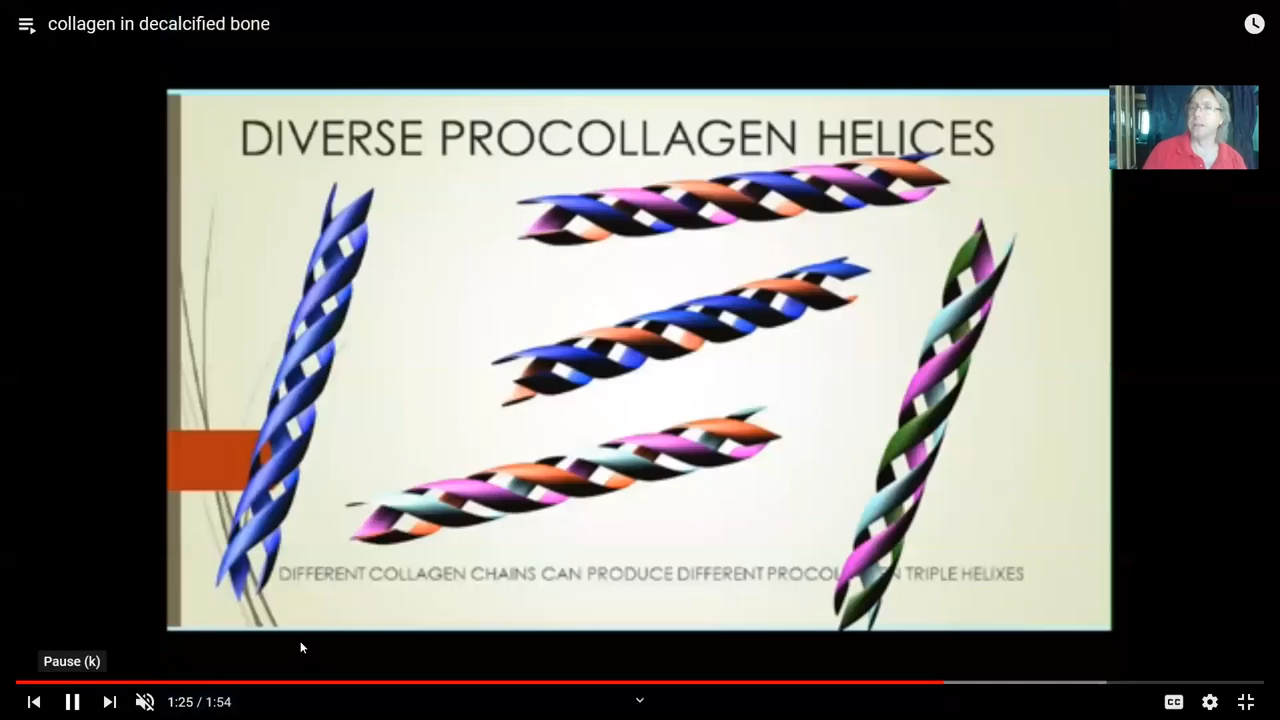 collagen in decalcified bone
DIVERSE PROCOLLAGEN HELICES
DIFFERENT COLLAGEN CHAINS CAN PRODUCE DIFFERENT TRIPLE HELIXES
Pause (k)
1:25 / 1:54
CC